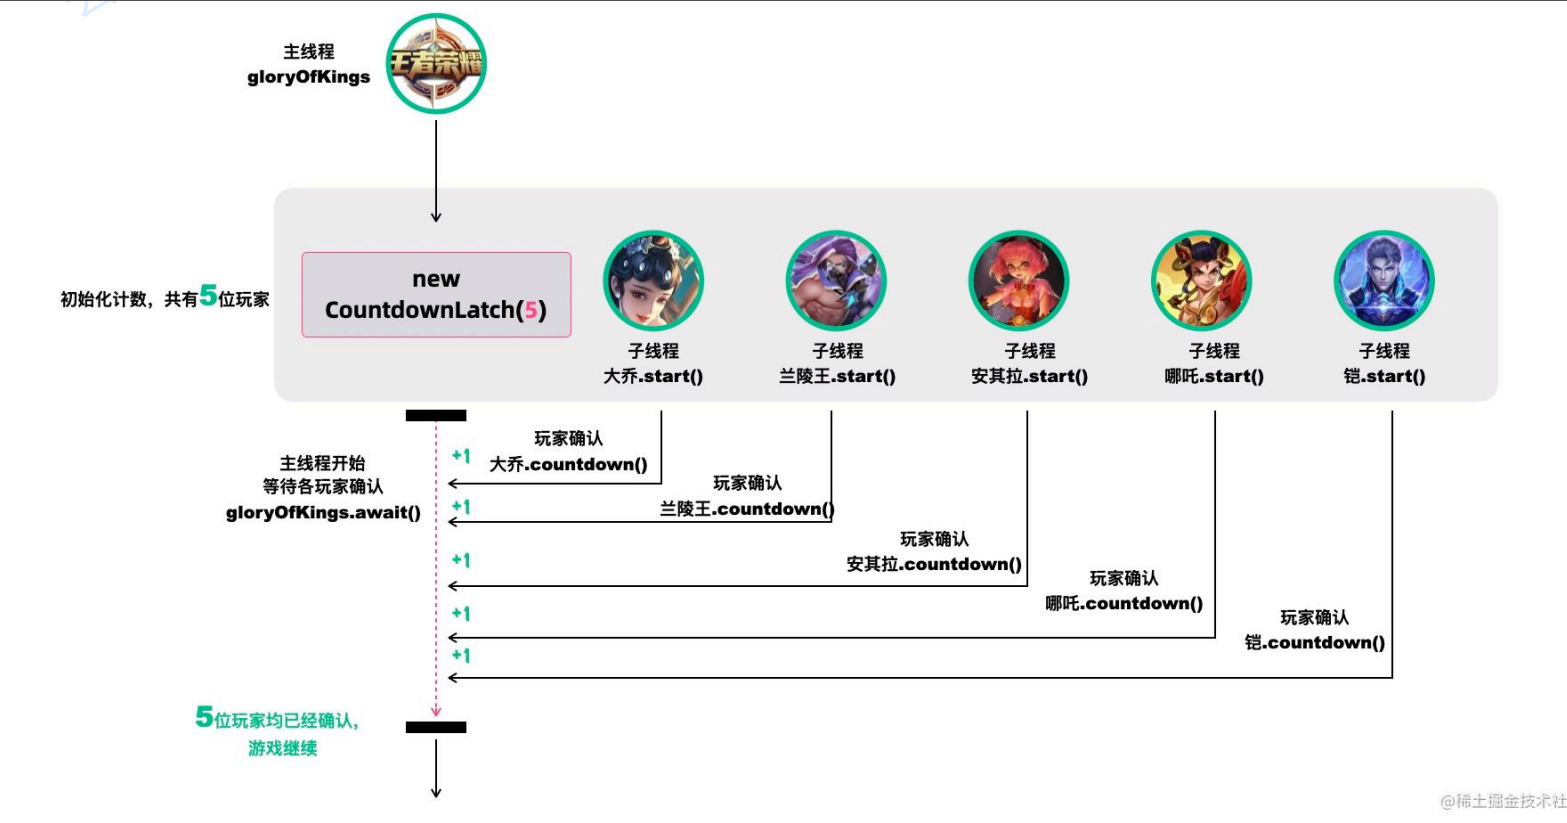 主线程
gloryOfKings
王者荣耀
初始化计数，共有5位玩家
new
CountdownLatch(5)
子线程
大乔.start()
子线程
兰陵王.start()
子线程
安其拉.start()
子线程
哪吒.start()
子线程
铠.start()
主线程开始
等待各玩家确认
gloryOfKings.await()
+1
玩家确认
大乔.countdown()
+1
玩家确认
兰陵王.countdown()
+1
玩家确认
安其拉.countdown()
+1
玩家确认
哪吒.countdown()
+1
玩家确认
铠.countdown()
5位玩家均已经确认，
游戏继续
@稀土掘金技术社